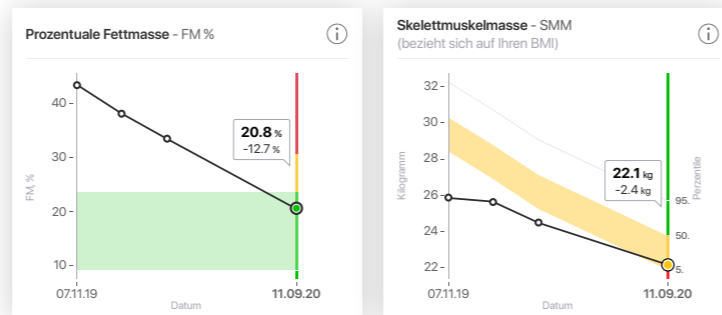 Prozentuale Fettmasse - FM %
40
30
20
10
FM, %
20.8 %
-12.7 %
07.11.19
11.09.20
Datum
Skelettmuskelmasse - SMM
(bezieht sich auf Ihren BMI)
32
30
28
26
24
22
Kilogramm
22.1 kg
-2.4 kg
95.
50.
5.
Perzentile
07.11.19
11.09.20
Datum